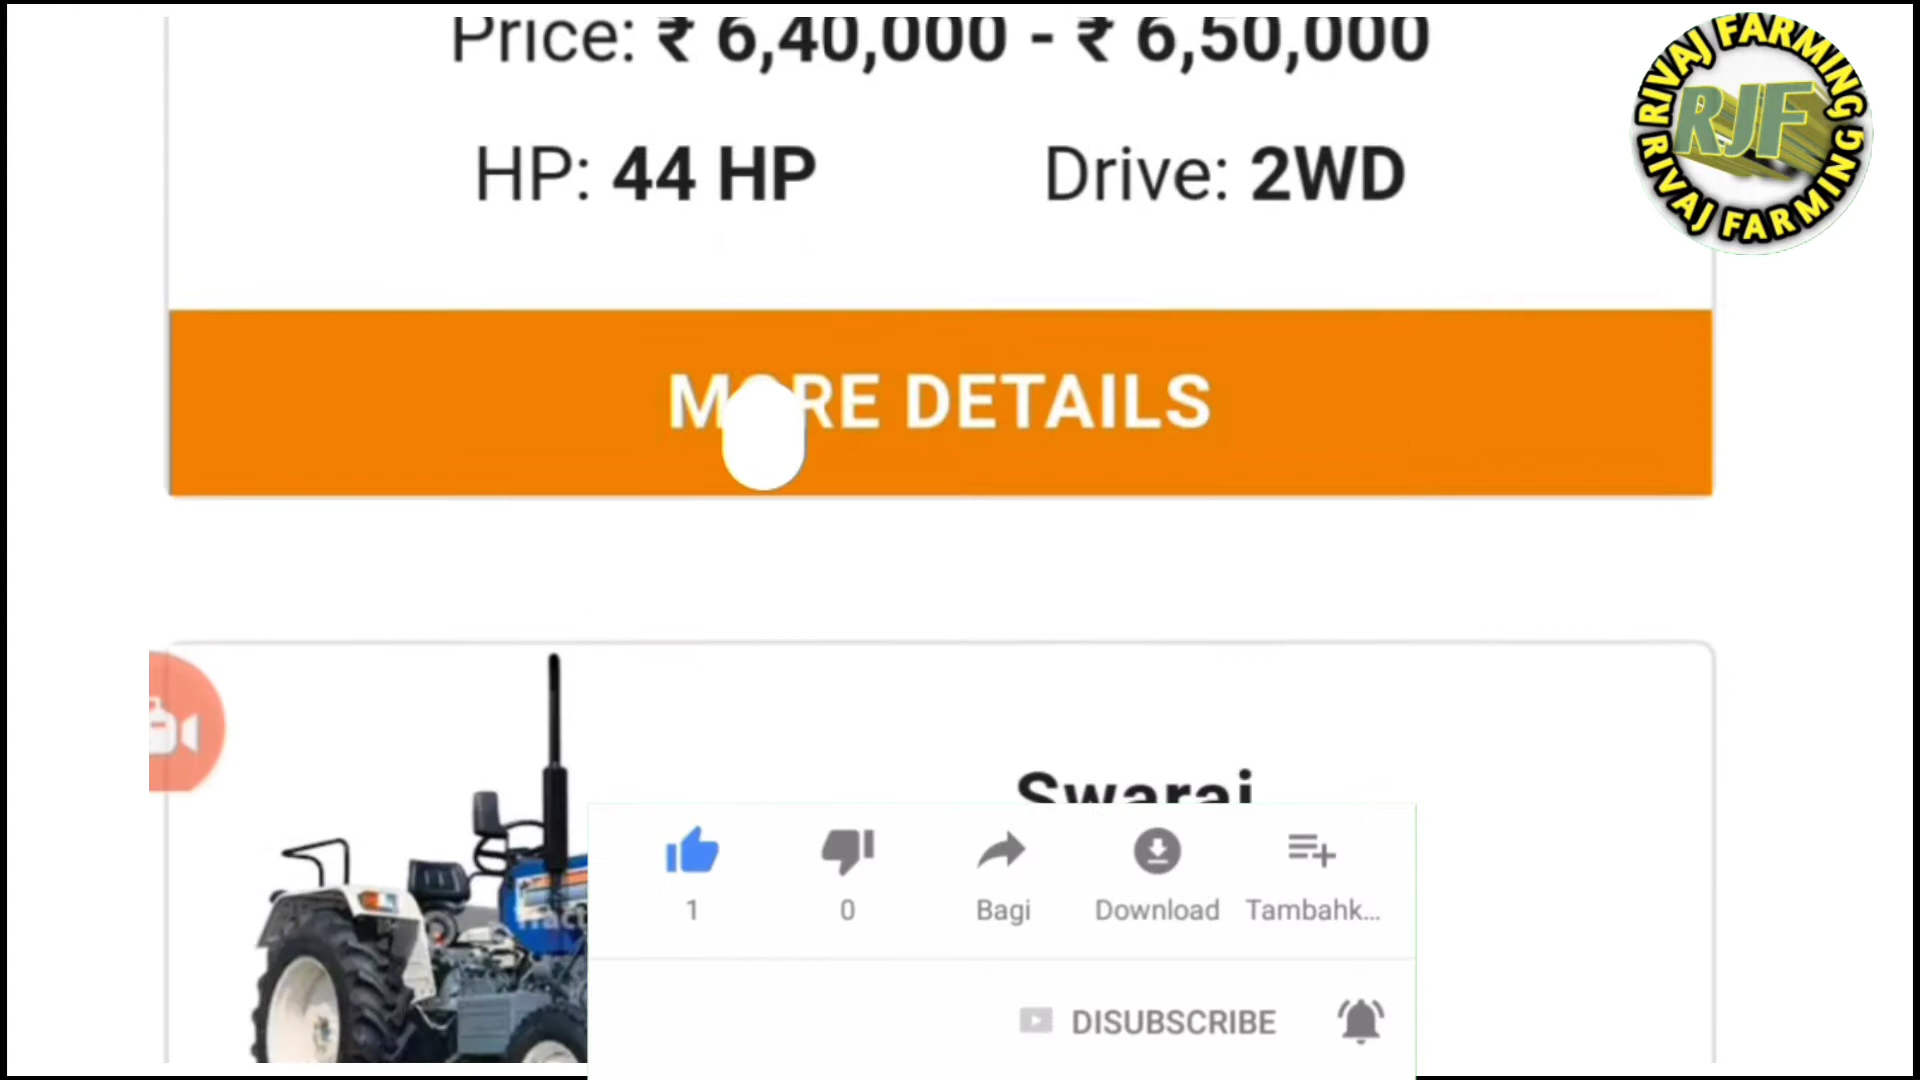 Price: ₹ 6,40,000 - ₹ 6,50,000
RIVAJ FARMING
RJF
RIVAJ FARMING
HP: 44 HP
Drive: 2WD
MORE DETAILS
Swaraj
1
0
Bagi
Download
Tambahk...
DISUBSCRIBE